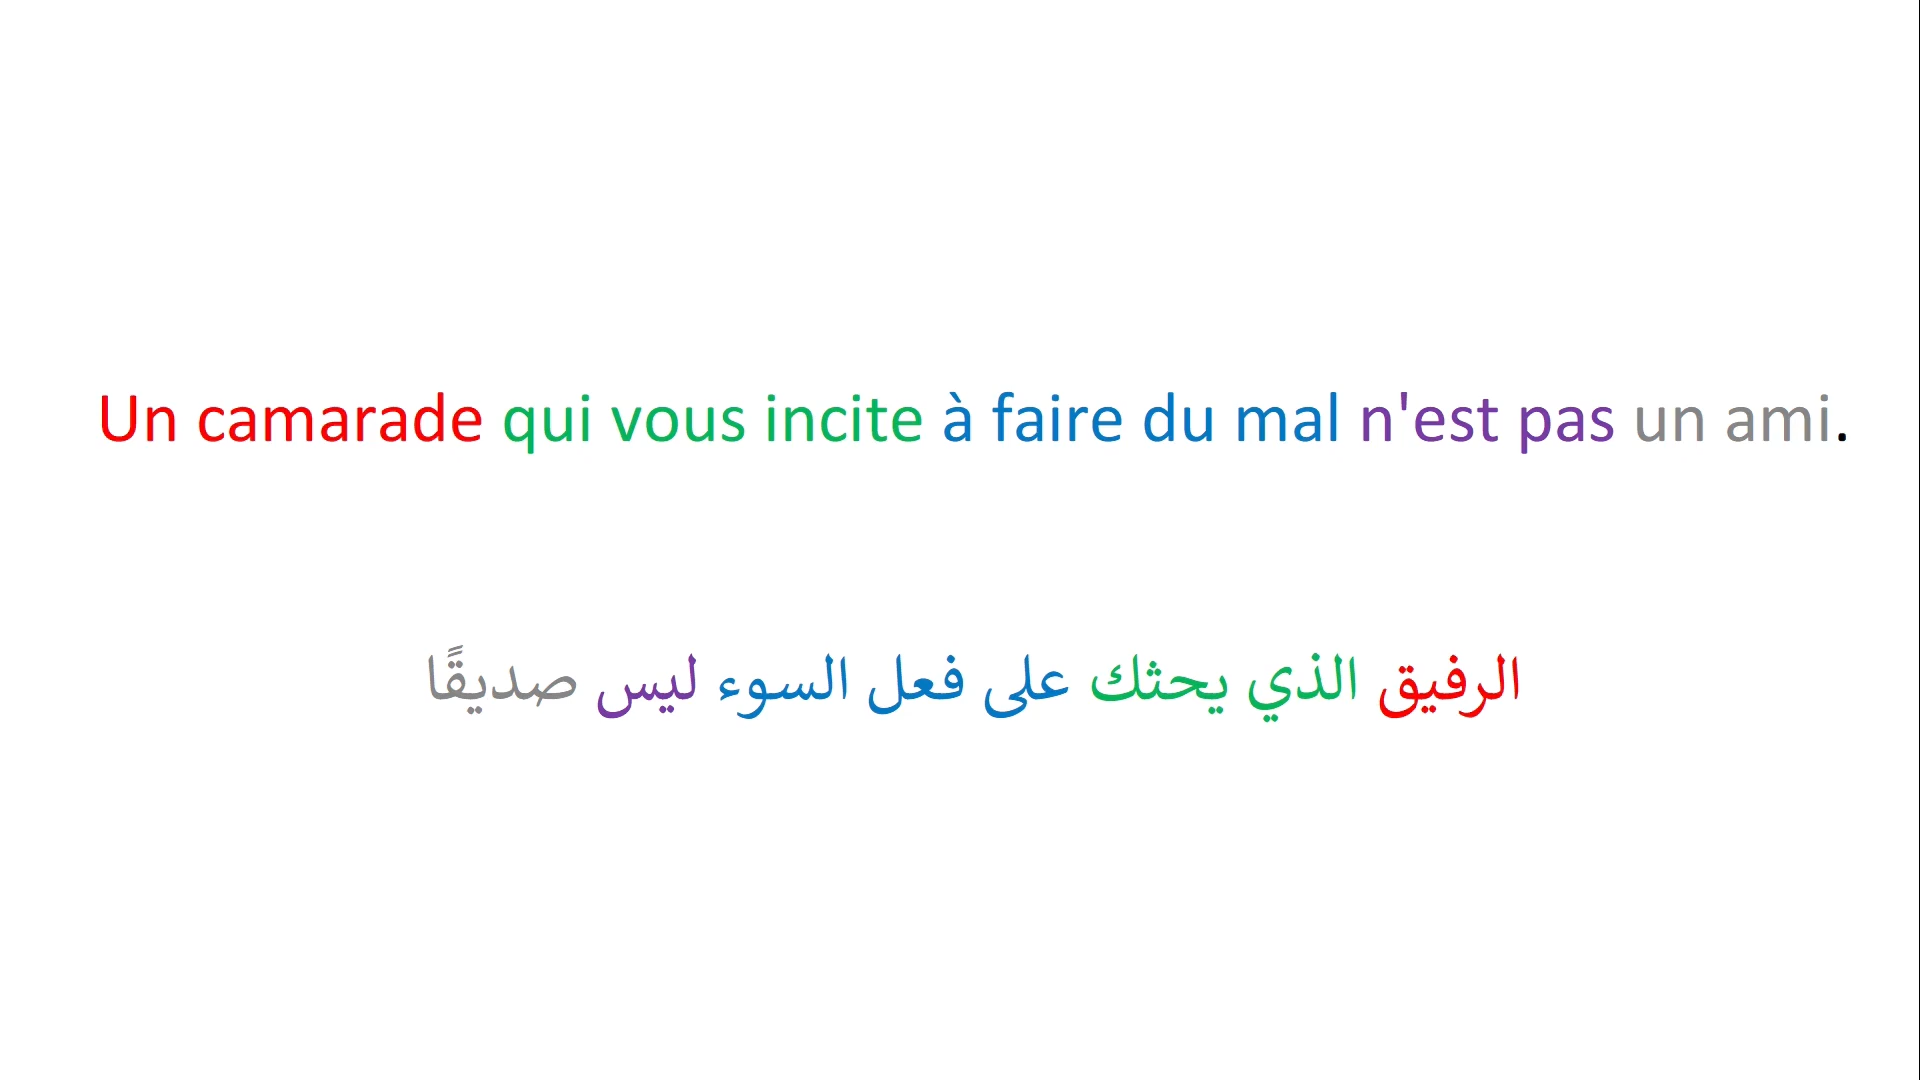 Un camarade qui vous incite à faire du mal n'est pas un ami.
الرفيق الذي يحثك على فعل السوء ليس صديقًا